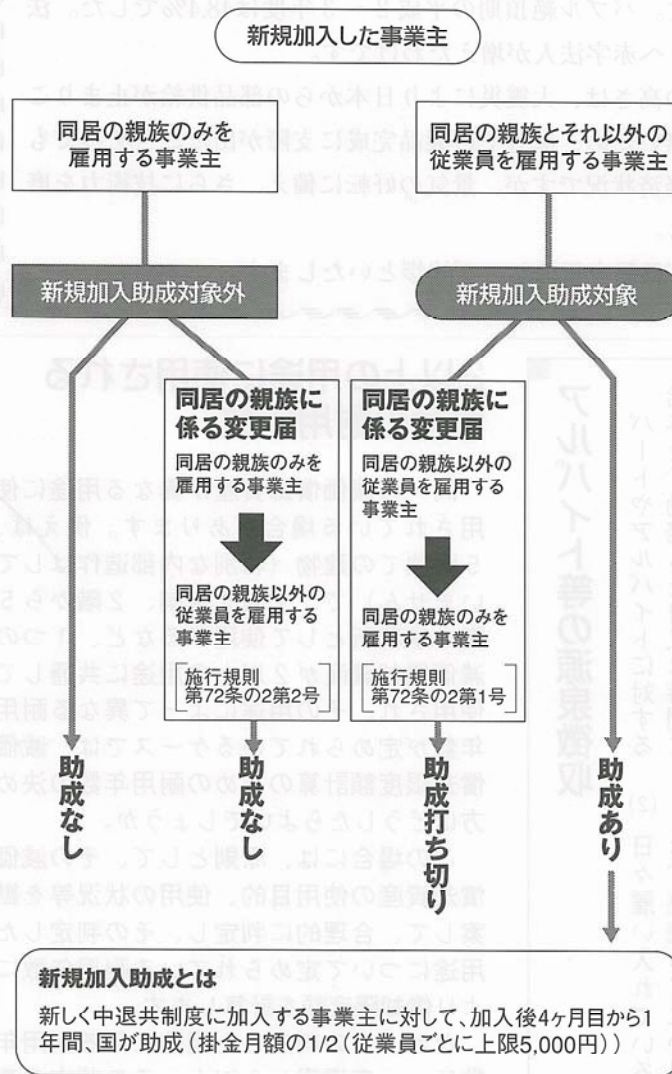 新規加入した事業主
同居の親族のみを
雇用する事業主
同居の親族とそれ以外の
従業員を雇用する事業主
新規加入助成対象外
新規加入助成対象
同居の親族に
係る変更届
同居の親族のみを
雇用する事業主
同居の親族以外の
従業員を雇用する
事業主
施行規則
第72条の2第2号
同居の親族に
係る変更届
同居の親族以外の
従業員を雇用する
事業主
同居の親族のみを
雇用する事業主
施行規則
第72条の2第1号
助成なし
助成なし
助成打ち切り
助成あり
新規加入助成とは
新しく中退共制度に加入する事業主に対して、加入後4ヶ月目から1
年間、国が助成(掛金月額の1/2(従業員ごとに上限5,000円))